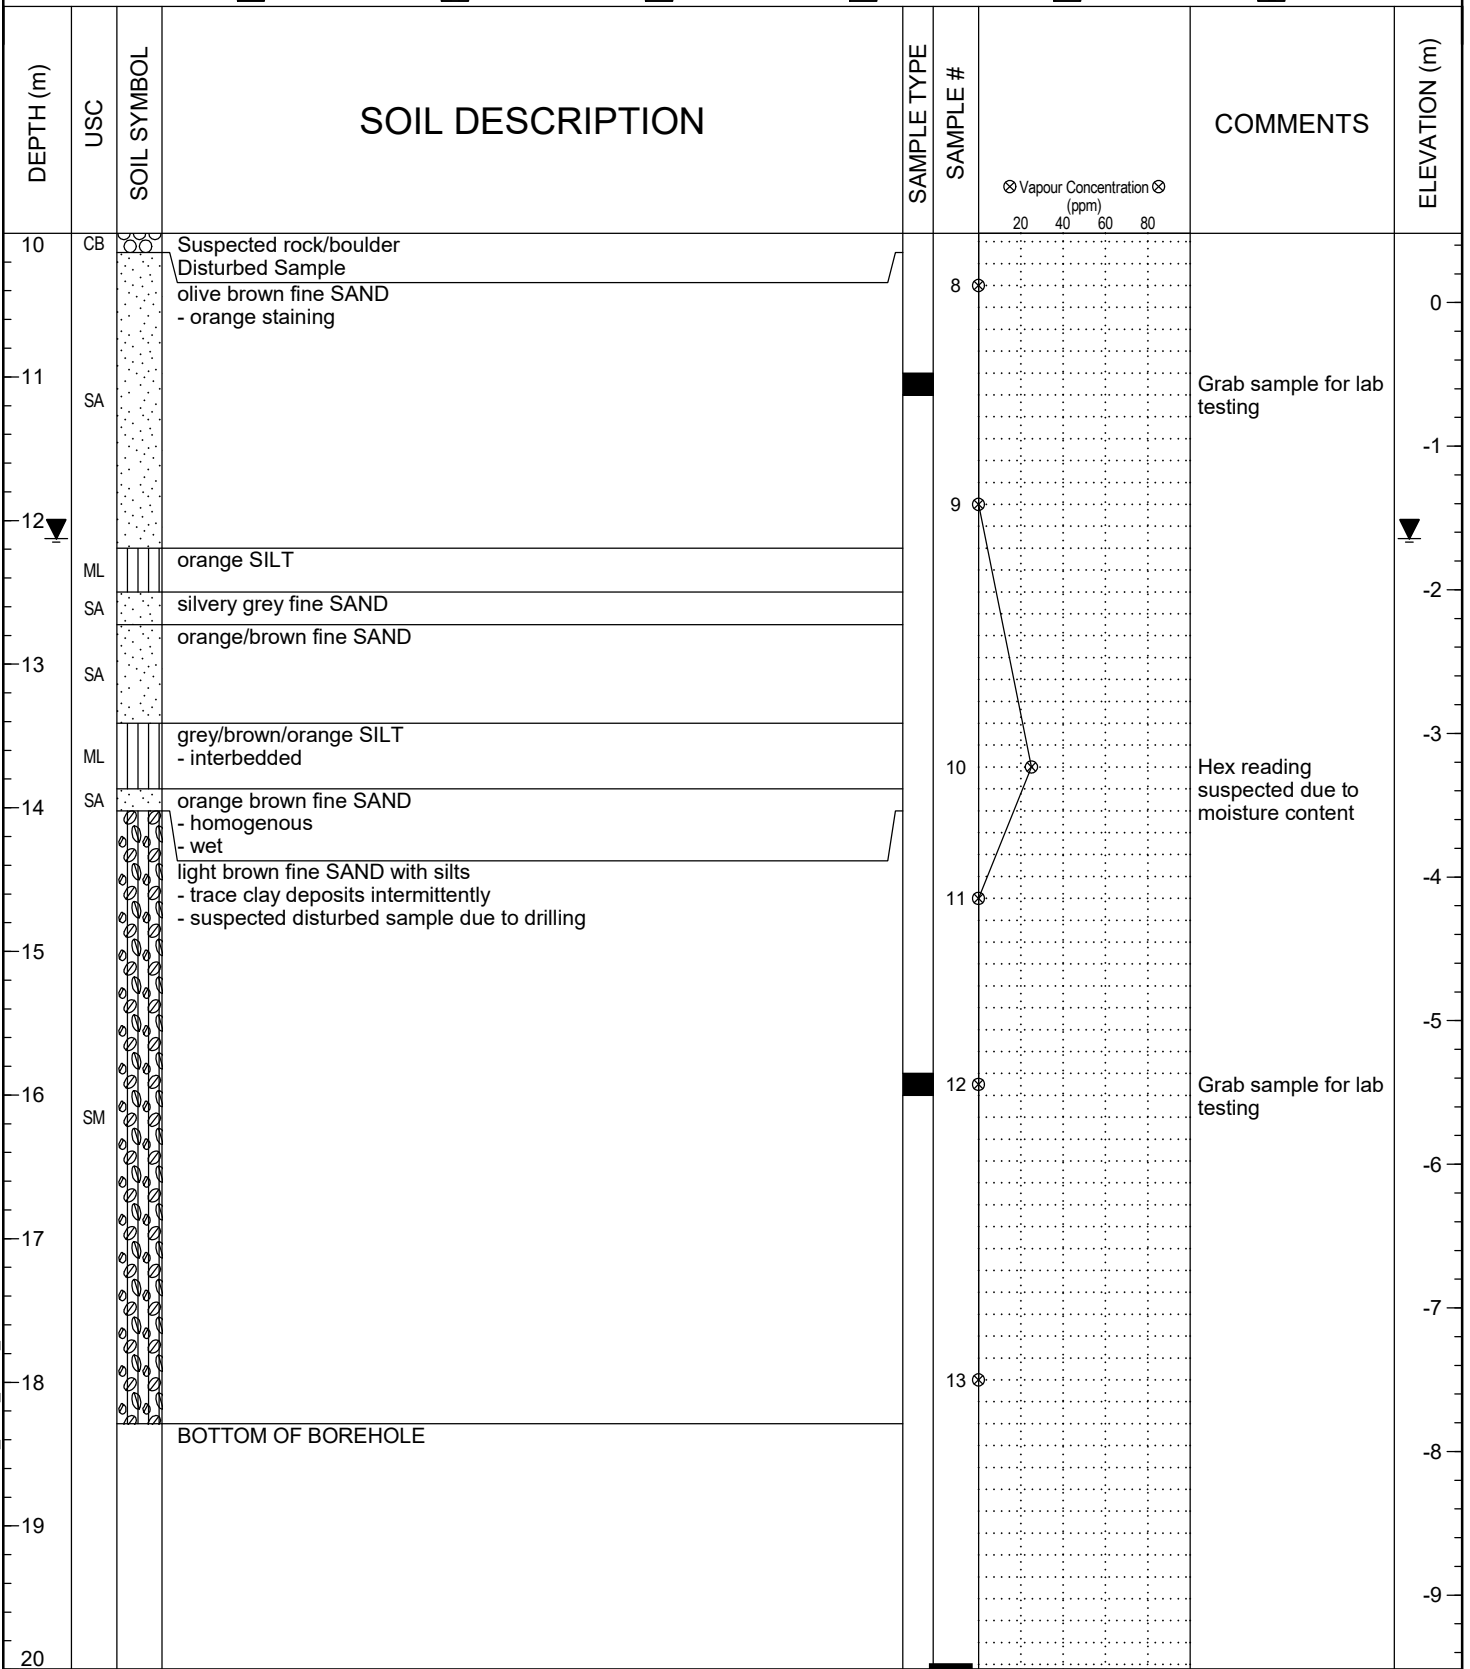 DEPTH (m)
USC
SOIL SYMBOL
SOIL DESCRIPTION
SAMPLE TYPE
SAMPLE #
⊗ Vapour Concentration ⊗
(ppm)
20 40 60 80
COMMENTS
ELEVATION (m)
10 CB Suspected rock/boulder
Disturbed Sample
8
olive brown fine SAND
0
- orange staining
11
Grab sample for lab
SA
testing
-1
9
12
ML orange SILT
-2
SA silvery grey fine SAND
orange/brown fine SAND
13
SA
grey/brown/orange SILT
-3
ML - interbedded
10 Hex reading
suspected due to
moisture content
14 SA orange brown fine SAND
- homogenous
- wet
light brown fine SAND with silts
-4
- trace clay deposits intermittently
11
- suspected disturbed sample due to drilling
15
-5
12 Grab sample for lab
testing
16
SM
-6
17
-7
18
13
BOTTOM OF BOREHOLE
-8
19
-9
20